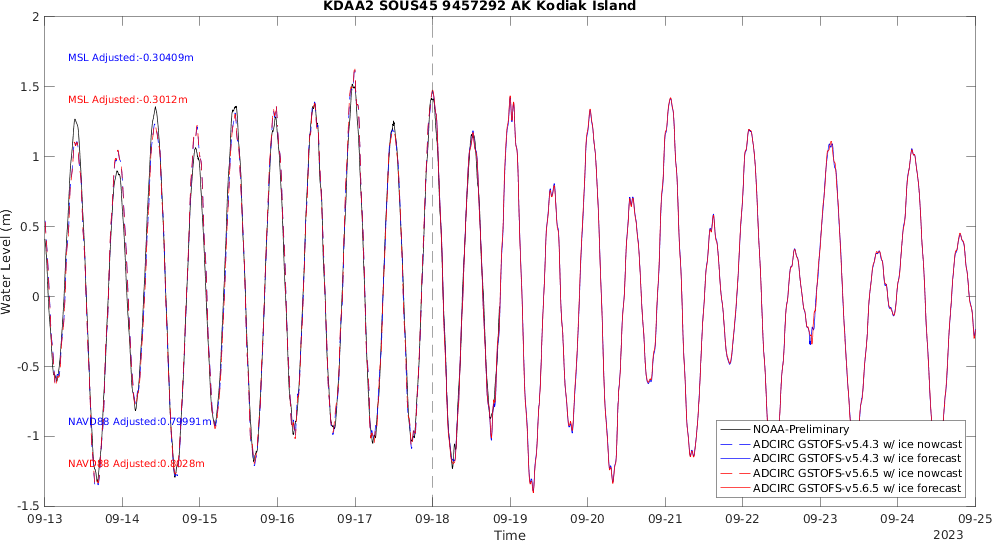 KDAA2 SOUS45 9457292 AK Kodiak Island
2
1.5
1
0.5
0
-0.5
-1
-1.5
Water Level (m)
MSL Adjusted:-0.30409m
MSL Adjusted:-0.3012m
NAVD88 Adjusted:0.79991m
NAVD88 Adjusted:0.8028m
NOAA-Preliminary
ADCIRC GSTOFS-v5.4.3 w/ ice nowcast
ADCIRC GSTOFS-v5.4.3 w/ ice forecast
ADCIRC GSTOFS-v5.6.5 w/ ice nowcast
ADCIRC GSTOFS-v5.6.5 w/ ice forecast
09-13 09-14 09-15 09-16 09-17 09-18 09-19 09-20 09-21 09-22 09-23 09-24 09-25
Time
2023